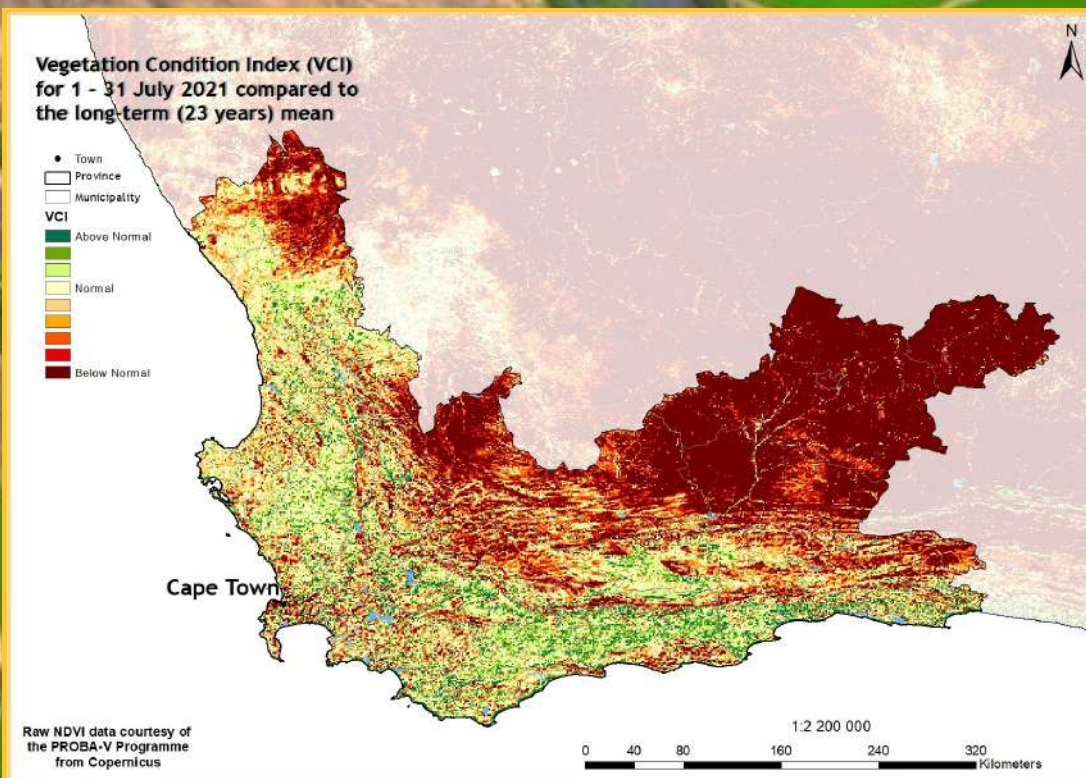 Vegetation Condition Index (VCI)
for 1 - 31 July 2021 compared to
the long-term (23 years) mean
N
Town
Province
Municipality
VCI
Above Normal
Normal
Below Normal
Cape Town
Raw NDVI data courtesy of
the PROBA-V Programme
from Copernicus
1:2 200 000
0 40 80 160 240 320
Kilometers